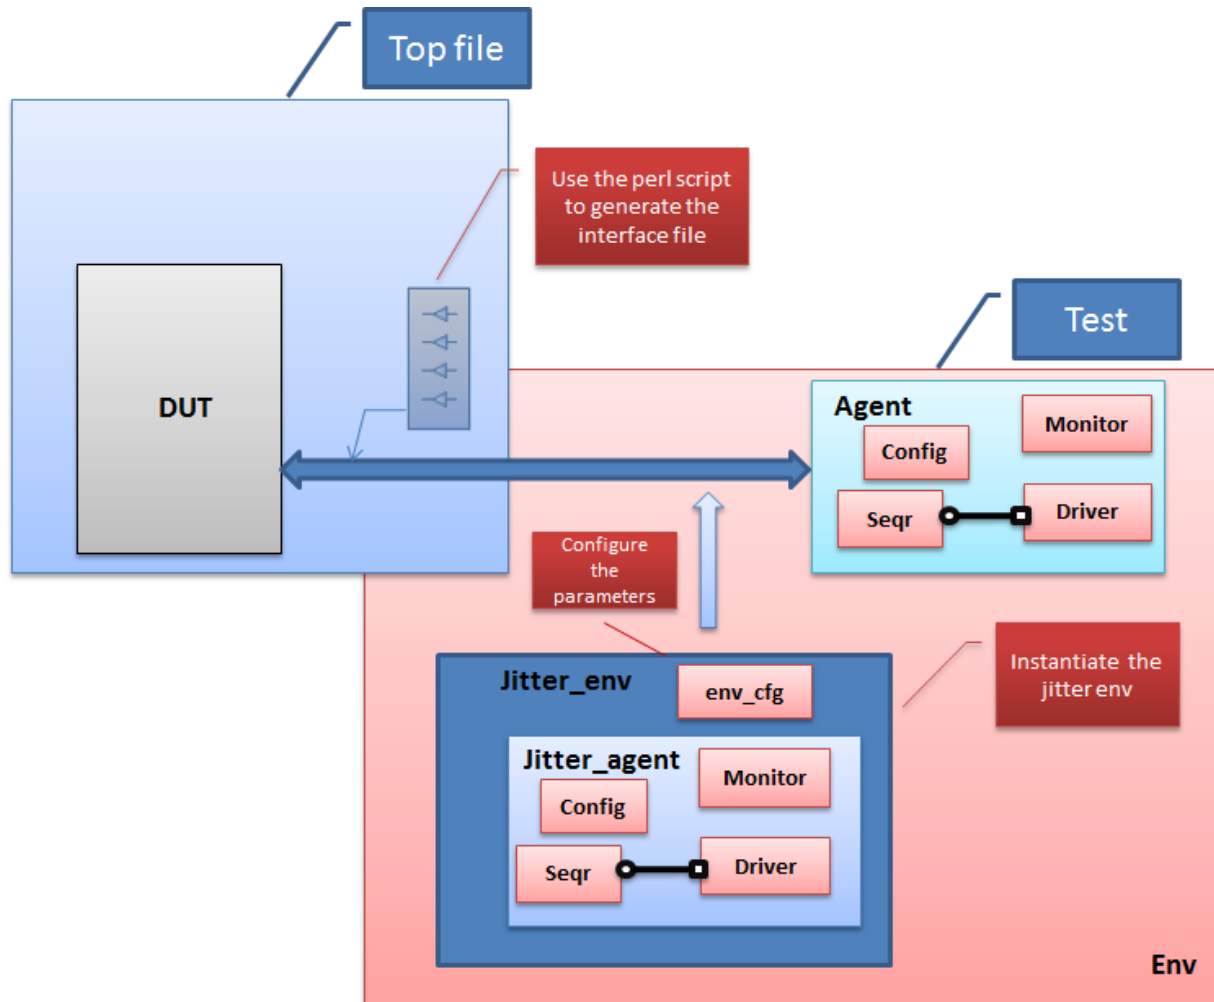 Top file
Use the perl script
to generate the
interface file
DUT
Test
Agent
Monitor
Config
Seqr
Driver
Configure
the
parameters
Instantiate the
jitter env
Jitter_env
env_cfg
Jitter_agent
Monitor
Config
Seqr
Driver
Env